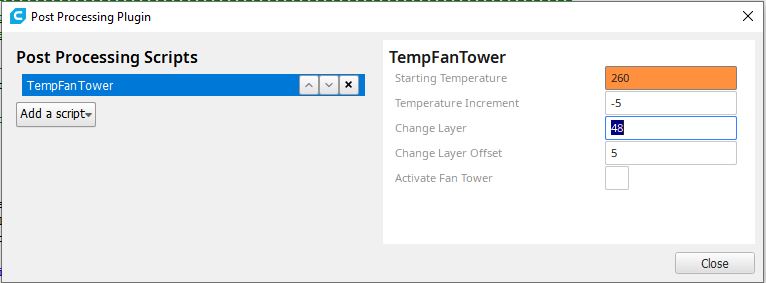 Post Processing Plugin
Post Processing Scripts
TempFanTower
Add a script
TempFanTower
Starting Temperature 260
Temperature Increment -5
Change Layer 48
Change Layer Offset 5
Activate Fan Tower
Close